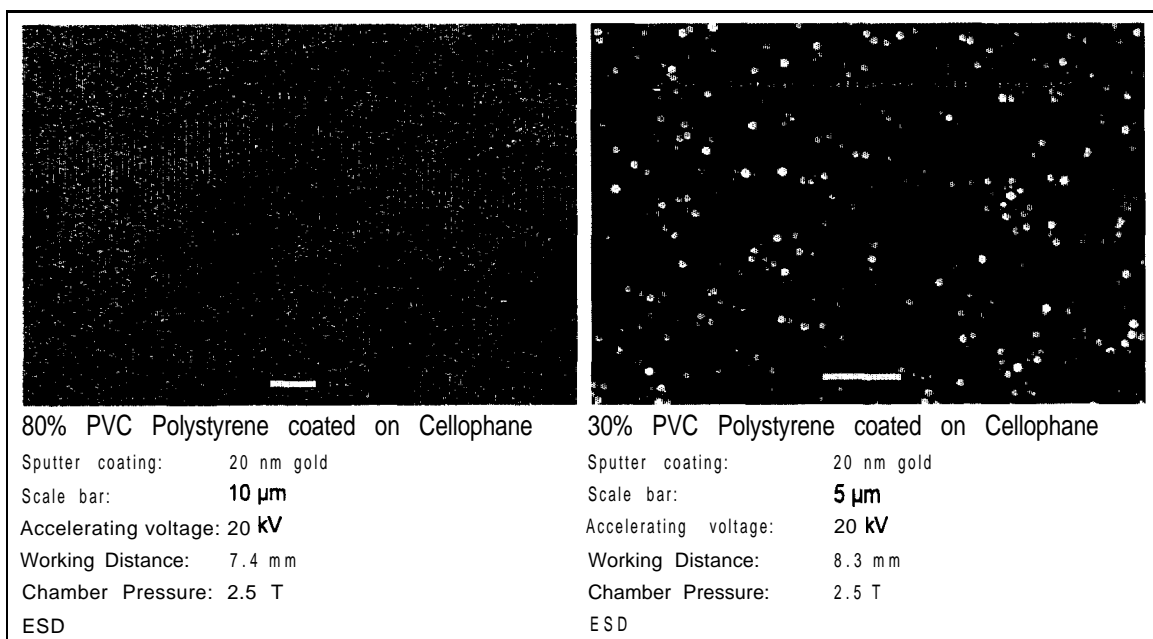 80% PVC Polystyrene coated on Cellophane
Sputter coating: 20 nm gold
Scale bar: 10 µm
Accelerating voltage: 20 kV
Working Distance: 7.4 mm
Chamber Pressure: 2.5 T
ESD
30% PVC Polystyrene coated on Cellophane
Sputter coating: 20 nm gold
Scale bar: 5 µm
Accelerating voltage: 20 kV
Working Distance: 8.3 mm
Chamber Pressure: 2.5 T
ESD